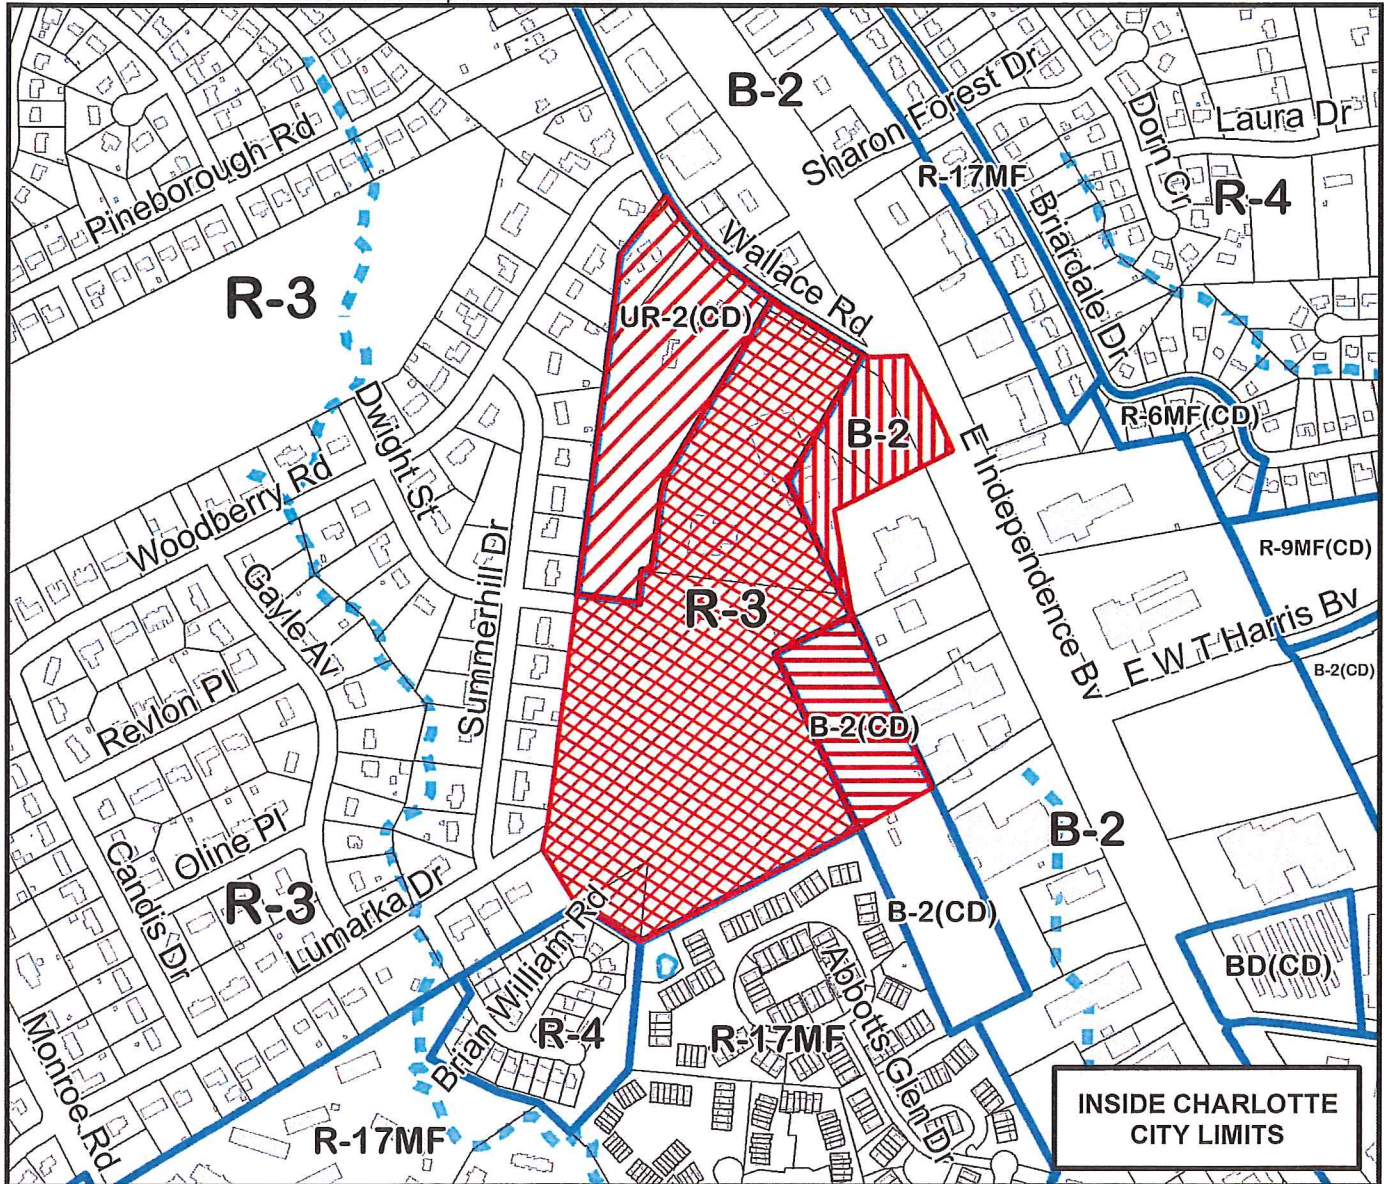 B-2
Sharon Forest Dr
Dorn Cr
Laura Dr
Pineborough Rd
R-17MF
R-4
Briardale Dr
Wallace Rd
R-3
UR-2(CD)
Dwight St
R-6MF(CD)
B-2
E Independence Bv
Woodberry Rd
Summerhill Dr
R-9MF(CD)
Gayle Av
R-3
E W T Harris Bv
B-2(CD)
Revlon Pl
B-2(CD)
Oline Pl
B-2
Candis Dr
R-3
Lumarka Dr
Brian William Rd
B-2(CD)
Abbotts Glen Dr
BD(CD)
Monroe Rd
R-4
R-17MF
R-17MF
INSIDE CHARLOTTE
CITY LIMITS